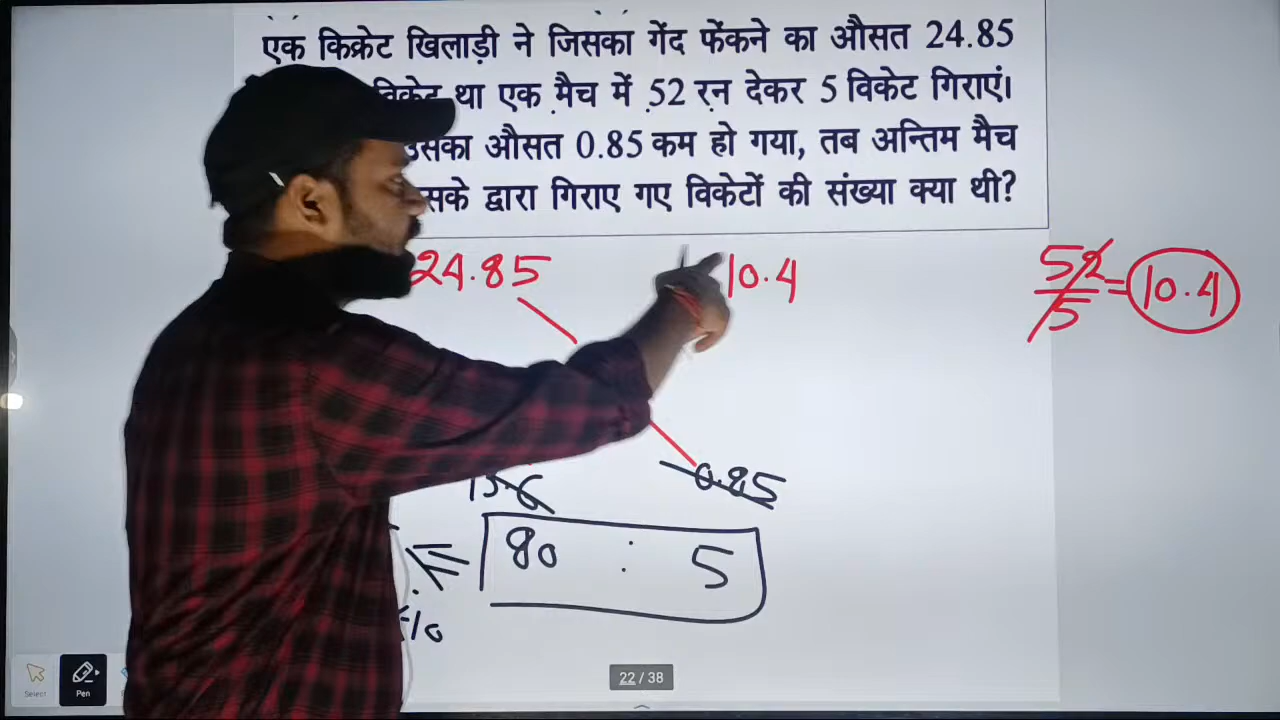 एक क्रिकेट खिलाड़ी ने जिसका गेंद फेंकने का औसत 24.85
विकेट था एक मैच में 52 रन देकर 5 विकेट गिराएं।
उसका औसत 0.85 कम हो गया, तब अन्तिम मैच
सके द्वारा गिराए गए विकेटों की संख्या क्या थी?
24.85 10.4
52/5 = 10.4
15.6 0.85
80 : 5
Select Pen
22 / 38